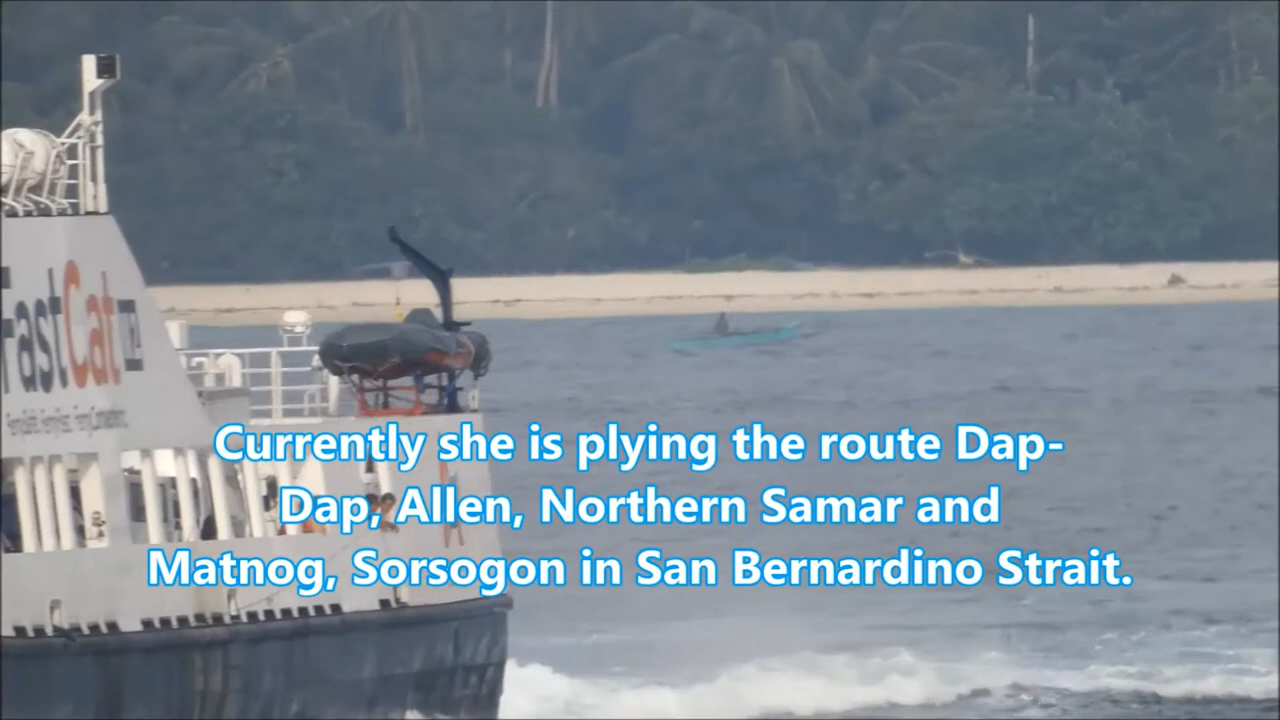 FastCat
Currently she is plying the route Dap-
Dap, Allen, Northern Samar and
Matnog, Sorsogon in San Bernardino Strait.